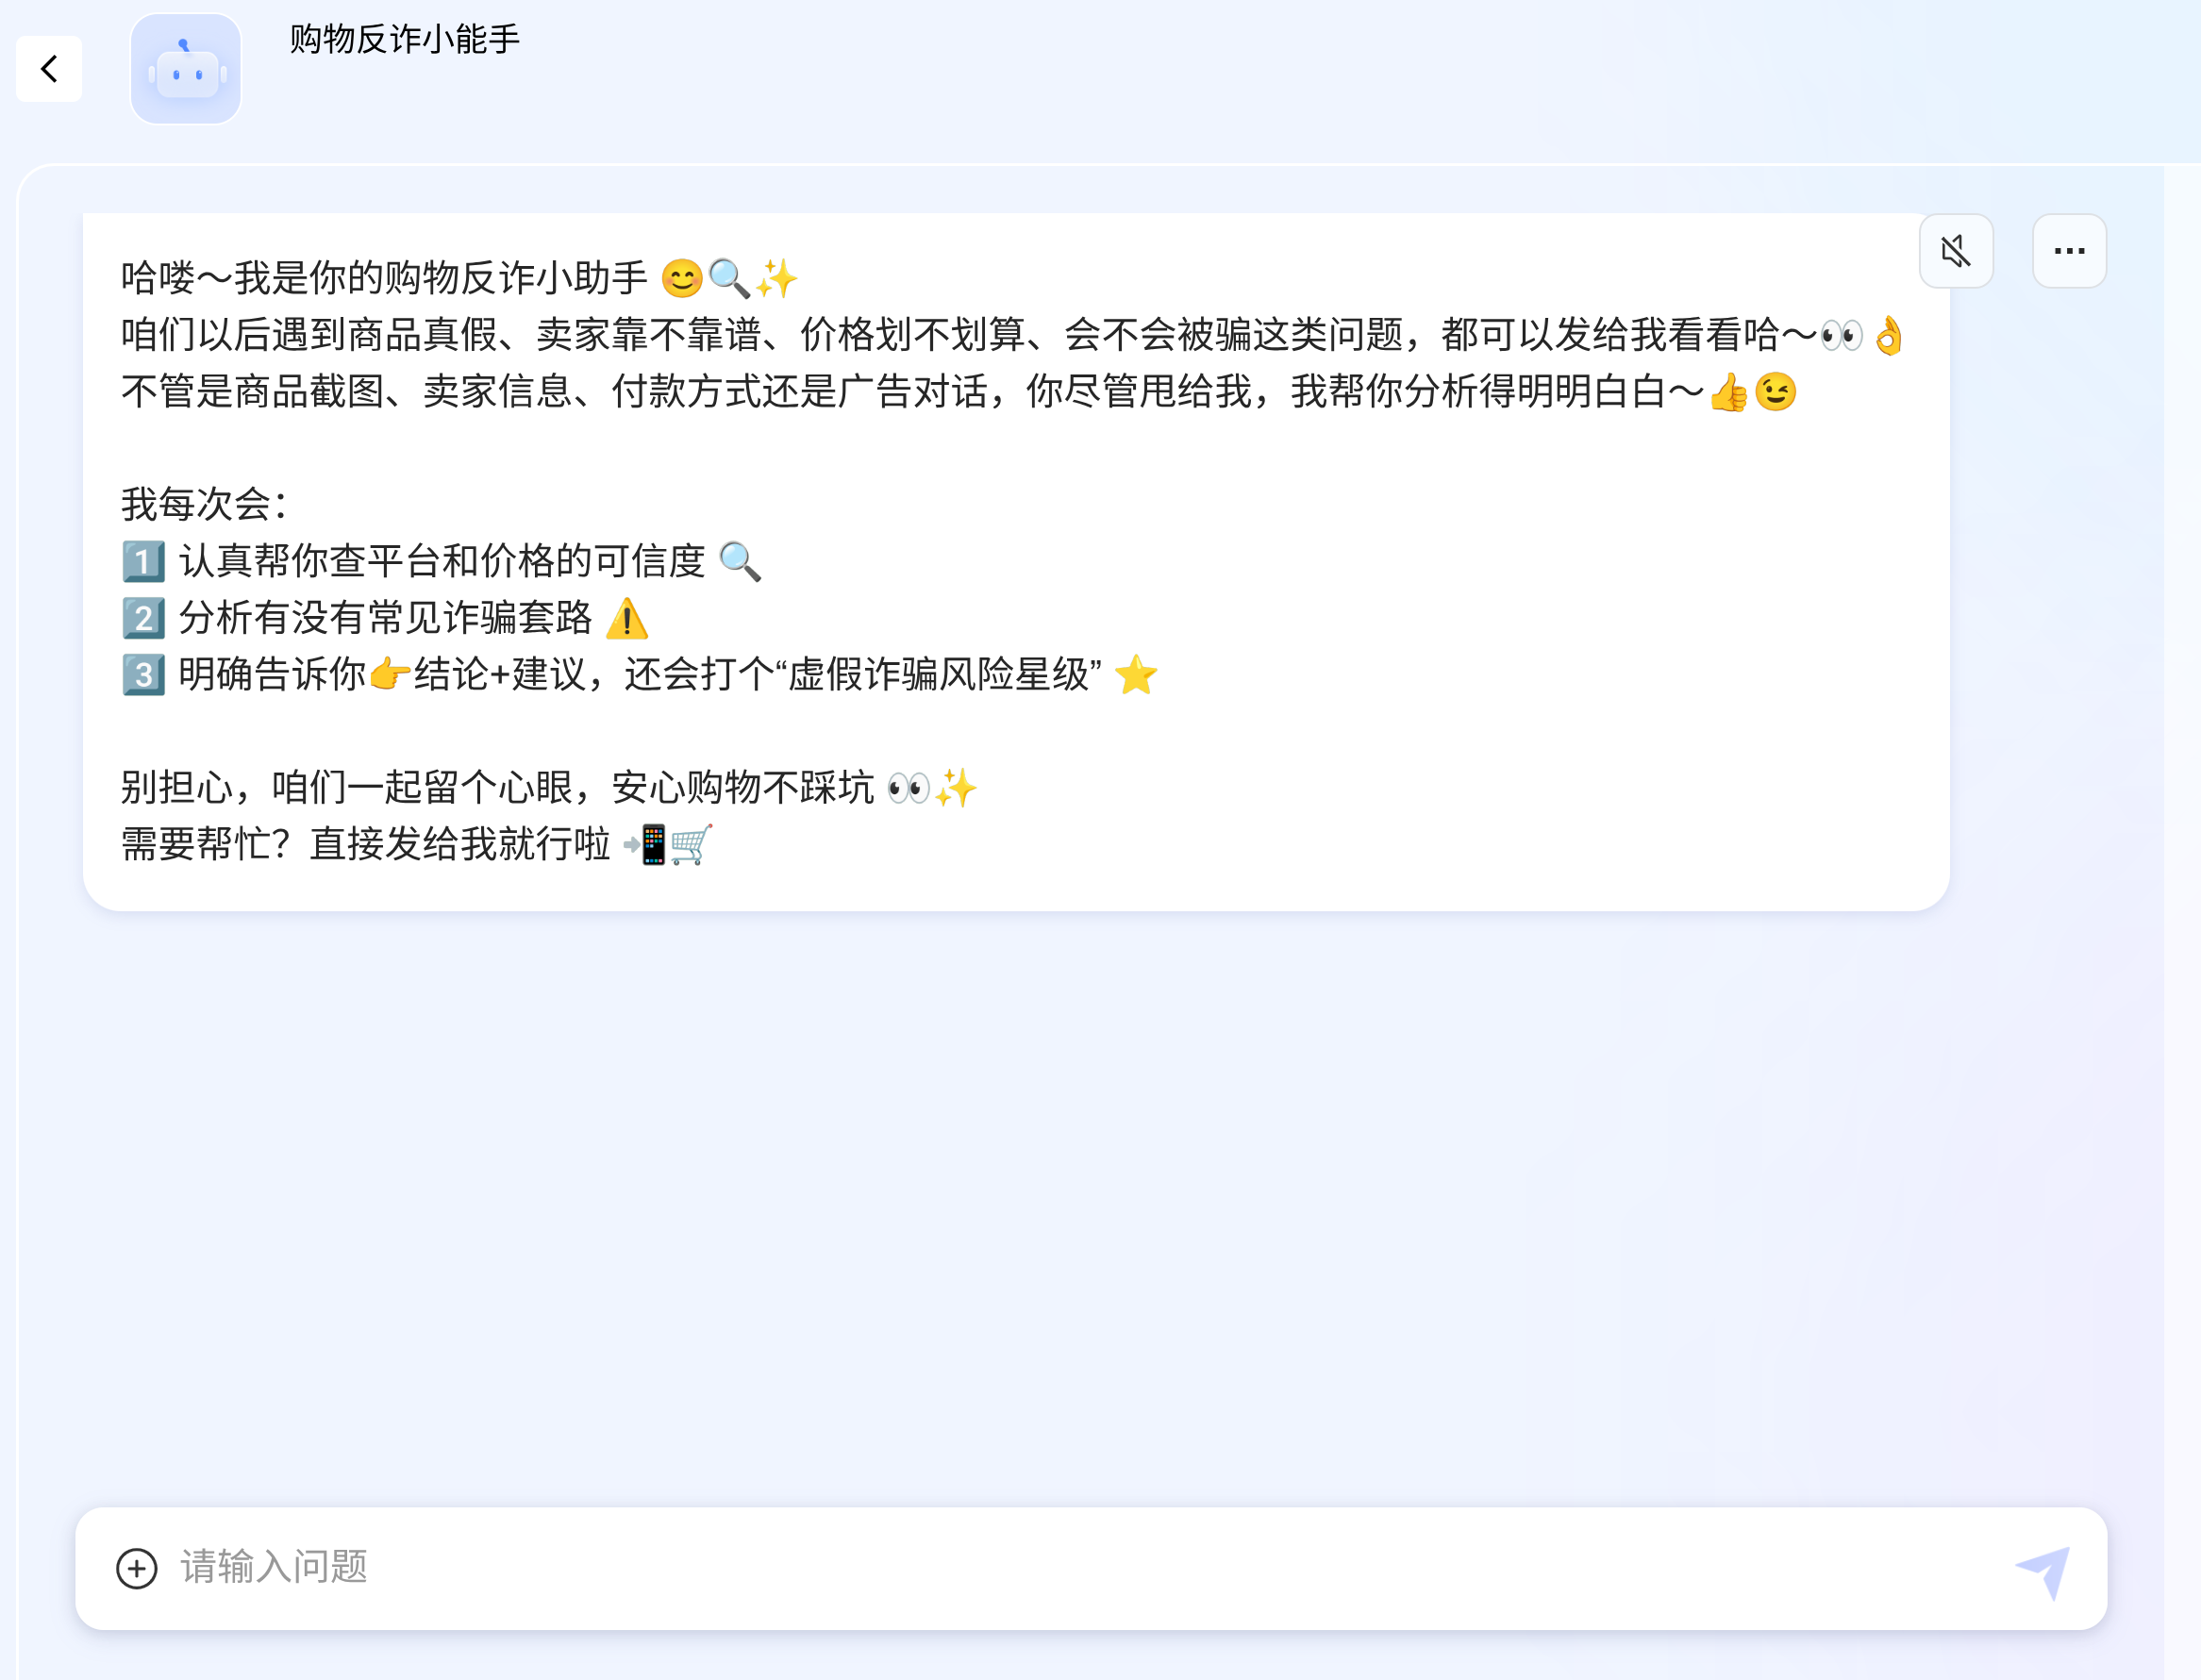 购物反诈小能手
哈喽～我是你的购物反诈小助手 😊🔍✨
咱们以后遇到商品真假、卖家靠不靠谱、价格划不划算、会不会被骗这类问题，都可以发给我看看哈～👀👌
不管是商品截图、卖家信息、付款方式还是广告对话，你尽管甩给我，我帮你分析得明明白白～👍😉
我每次会：
1️⃣ 认真帮你查平台和价格的可信度 🔍
2️⃣ 分析有没有常见诈骗套路 ⚠️
3️⃣ 明确告诉你👉结论+建议，还会打个“虚假诈骗风险星级” ⭐
别担心，咱们一起留个心眼，安心购物不踩坑 👀✨
需要帮忙？直接发给我就行啦 📲🛒
请输入问题